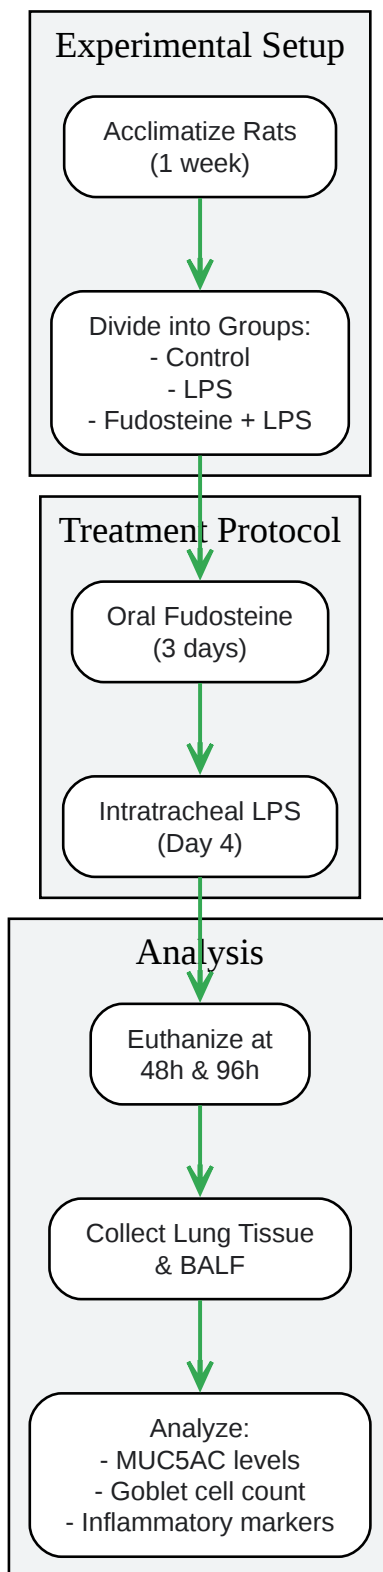 Experimental Setup
Acclimatize Rats
(1 week)
Divide into Groups:
- Control
- LPS
- Fudosteine + LPS
Treatment Protocol
Oral Fudosteine
(3 days)
Intratracheal LPS
(Day 4)
Analysis
Euthanize at
48h & 96h
Collect Lung Tissue
& BALF
Analyze:
- MUC5AC levels
- Goblet cell count
- Inflammatory markers